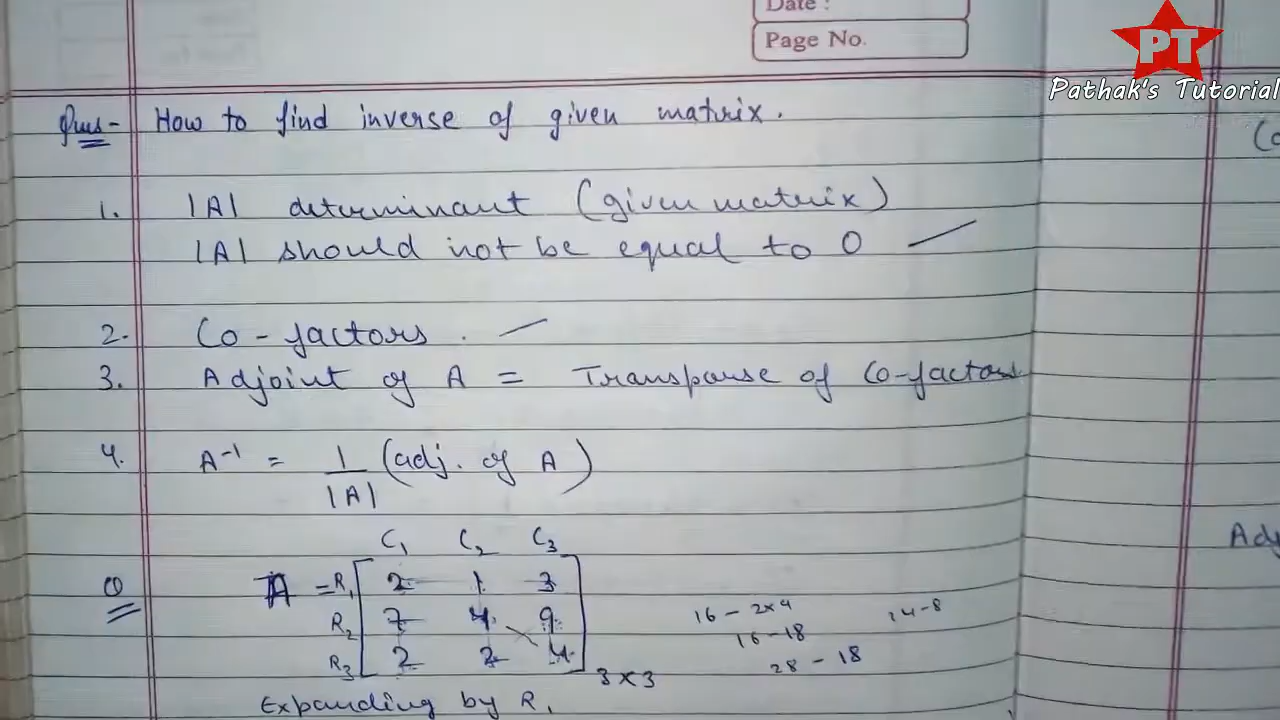 Date :
Page No.
PT
Pathak's Tutorial
Ques- How to find inverse of given matrix.
1. |A| determinant (given matrix)
|A| should not be equal to 0
2. Co-factors.
3. Adjoint of A = Transparse of Co-factors
4. A⁻¹ = 1/|A| (adj. of A)
C₁ C₂ C₃
Q A = R₁ 2 1 3
R₂ 7 4 9
R₃ 2 2 4
3×3
16 - 2×9
16-18
28 - 18
14-8
Expanding by R₁
Adj